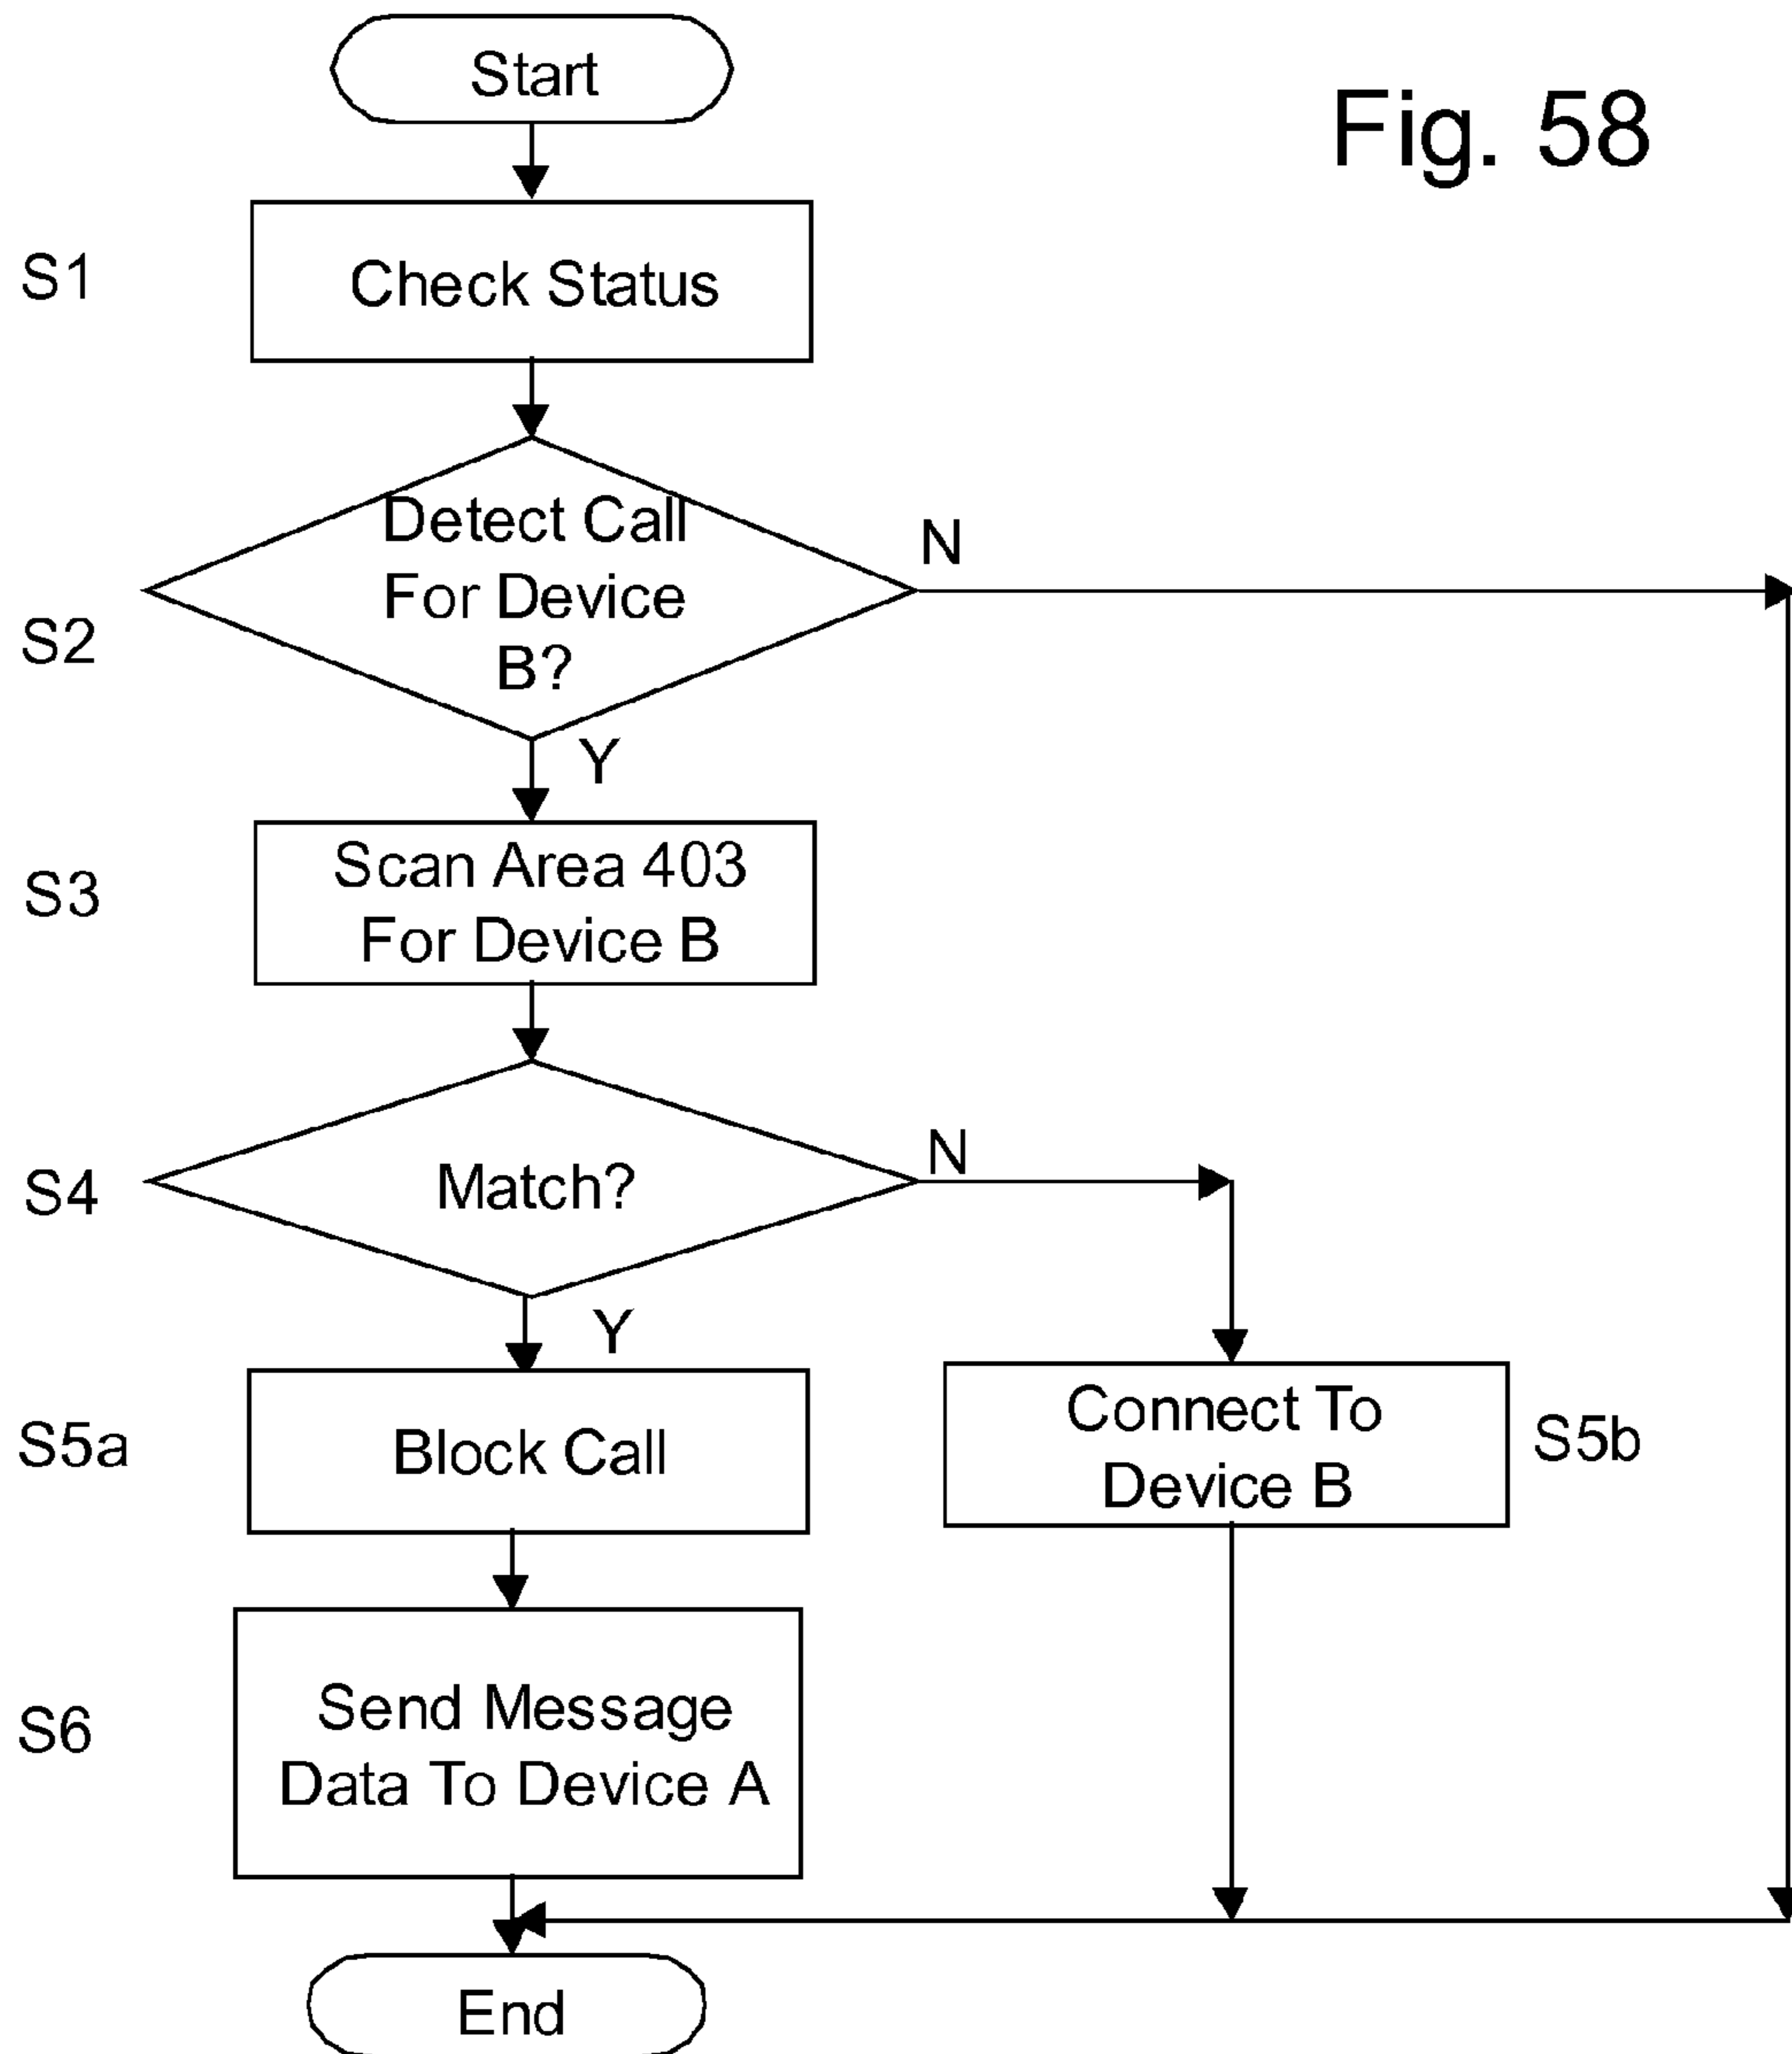 Start
Fig. 58
S1
Check Status
Detect Call
For Device
B?
N
S2
Y
S3
Scan Area 403
For Device B
S4
Match?
N
Y
S5a
Block Call
Connect To
Device B
S5b
S6
Send Message
Data To Device A
End